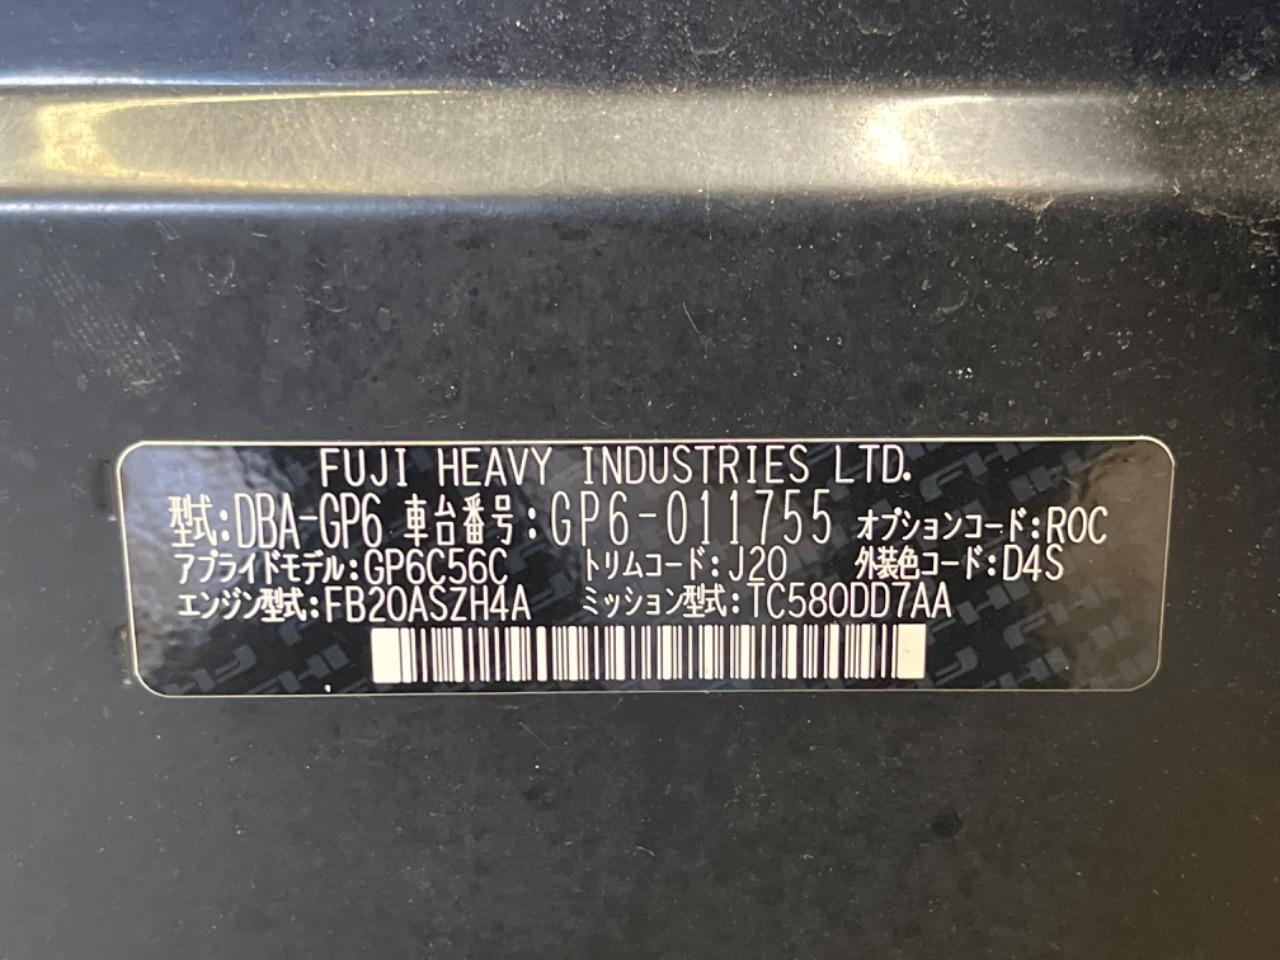 FUJI HEAVY INDUSTRIES LTD.
型式:DBA-GP6 車台番号:GP6-011755 オプションコード:ROC
アプライドモデル:GP6C56C トリムコード:J20 外装色コード:D4S
エンジン型式:FB20ASZH4A ミッション型式:TC580DD7AA